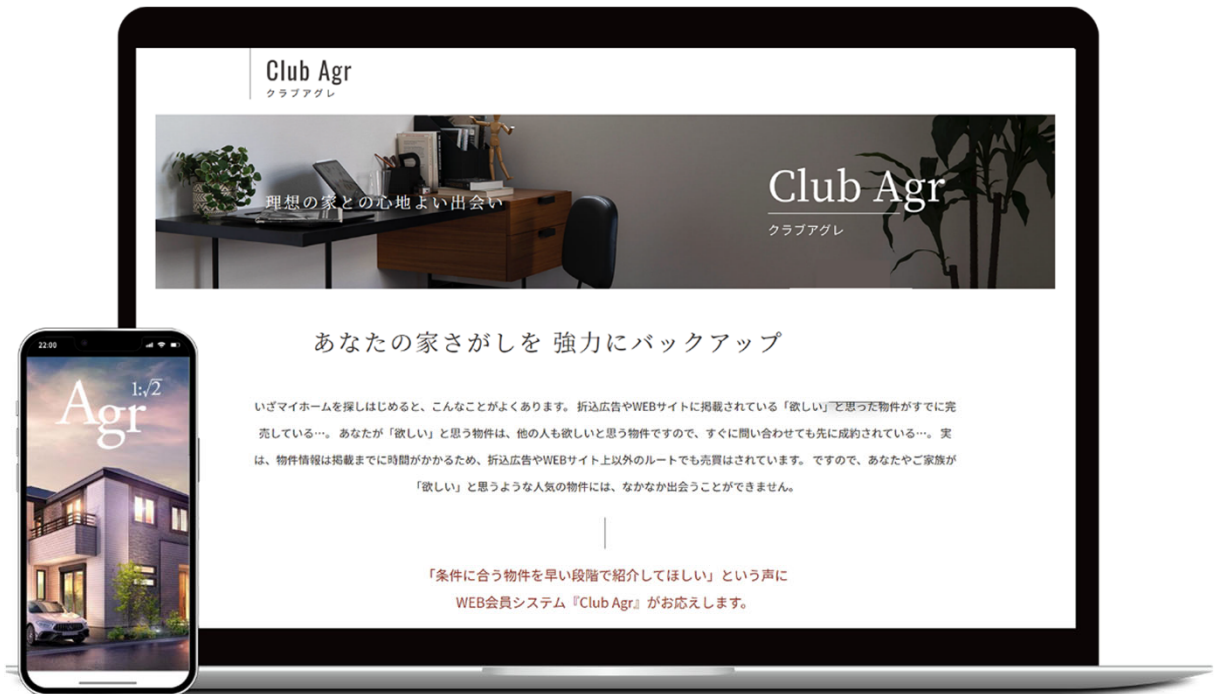 Club Agr
クラブアグレ
理想の家との心地よい出会い
Club Agr
クラブアグレ
あなたの家さがしを 強力にバックアップ
いざマイホームを探しはじめると、こんなことがよくあります。 折込広告やWEBサイトに掲載されている「欲しい」と思った物件がすでに完
売している…。 あなたが「欲しい」と思う物件は、他の人も欲しいと思う物件ですので、すぐに問い合わせても先に成約されている…。 実
は、物件情報は掲載までに時間がかかるため、折込広告やWEBサイト上以外のルートでも売買はされています。 ですので、あなたやご家族が
「欲しい」と思うような人気の物件には、なかなか出会うことができません。
「条件に合う物件を早い段階で紹介してほしい」という声に
WEB会員システム『Club Agr』がお応えします。
22:00
1:√2
Agr